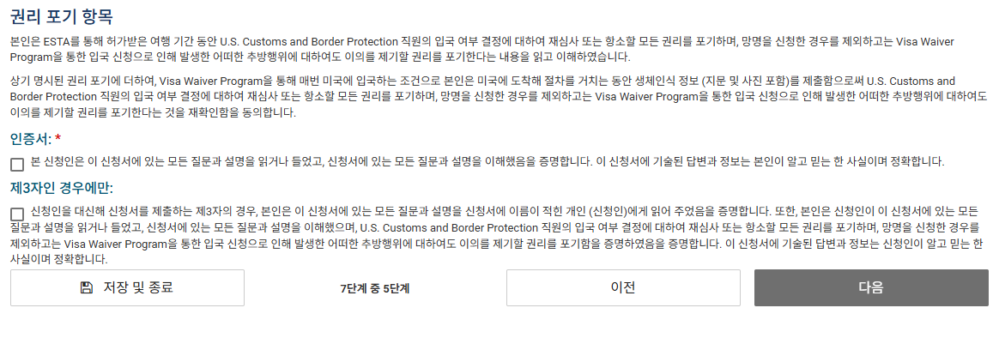 권리 포기 항목
본인은 ESTA를 통해 허가받은 여행 기간 동안 U.S. Customs and Border Protection 직원의 입국 여부 결정에 대하여 재심사 또는 항소할 모든 권리를 포기하며, 망명을 신청한 경우를 제외하고는 Visa Waiver
Program을 통한 입국 신청으로 인해 발생한 어떠한 추방행위에 대하여도 이의를 제기할 권리를 포기한다는 내용을 읽고 이해하였습니다.
상기 명시된 권리 포기에 더하여, Visa Waiver Program을 통해 매번 미국에 입국하는 조건으로 본인은 미국에 도착해 절차를 거치는 동안 생체인식 정보 (지문 및 사진 포함)를 제출함으로써 U.S. Customs and
Border Protection 직원의 입국 여부 결정에 대하여 재심사 또는 항소할 모든 권리를 포기하며, 망명을 신청한 경우를 제외하고는 Visa Waiver Program을 통한 입국 신청으로 인해 발생한 어떠한 추방행위에 대하여도
이의를 제기할 권리를 포기한다는 것을 재확인함을 동의합니다.
인증서: *
본 신청인은 이 신청서에 있는 모든 질문과 설명을 읽거나 들었고, 신청서에 있는 모든 질문과 설명을 이해했음을 증명합니다. 이 신청서에 기술된 답변과 정보는 본인이 알고 믿는 한 사실이며 정확합니다.
제3자인 경우에만:
신청인을 대신해 신청서를 제출하는 제3자의 경우, 본인은 이 신청서에 있는 모든 질문과 설명을 신청서에 이름이 적힌 개인 (신청인)에게 읽어 주었음을 증명합니다. 또한, 본인은 신청인이 이 신청서에 있는 모든
질문과 설명을 읽거나 들었고, 신청서에 있는 모든 질문과 설명을 이해했으며, U.S. Customs and Border Protection 직원의 입국 여부 결정에 대하여 재심사 또는 항소할 모든 권리를 포기하며, 망명을 신청한 경우를
제외하고는 Visa Waiver Program을 통한 입국 신청으로 인해 발생한 어떠한 추방행위에 대하여도 이의를 제기할 권리를 포기함을 증명하였음을 증명합니다. 이 신청서에 기술된 답변과 정보는 신청인이 알고 믿는 한
사실이며 정확합니다.
저장 및 종료
7단계 중 5단계
이전
다음